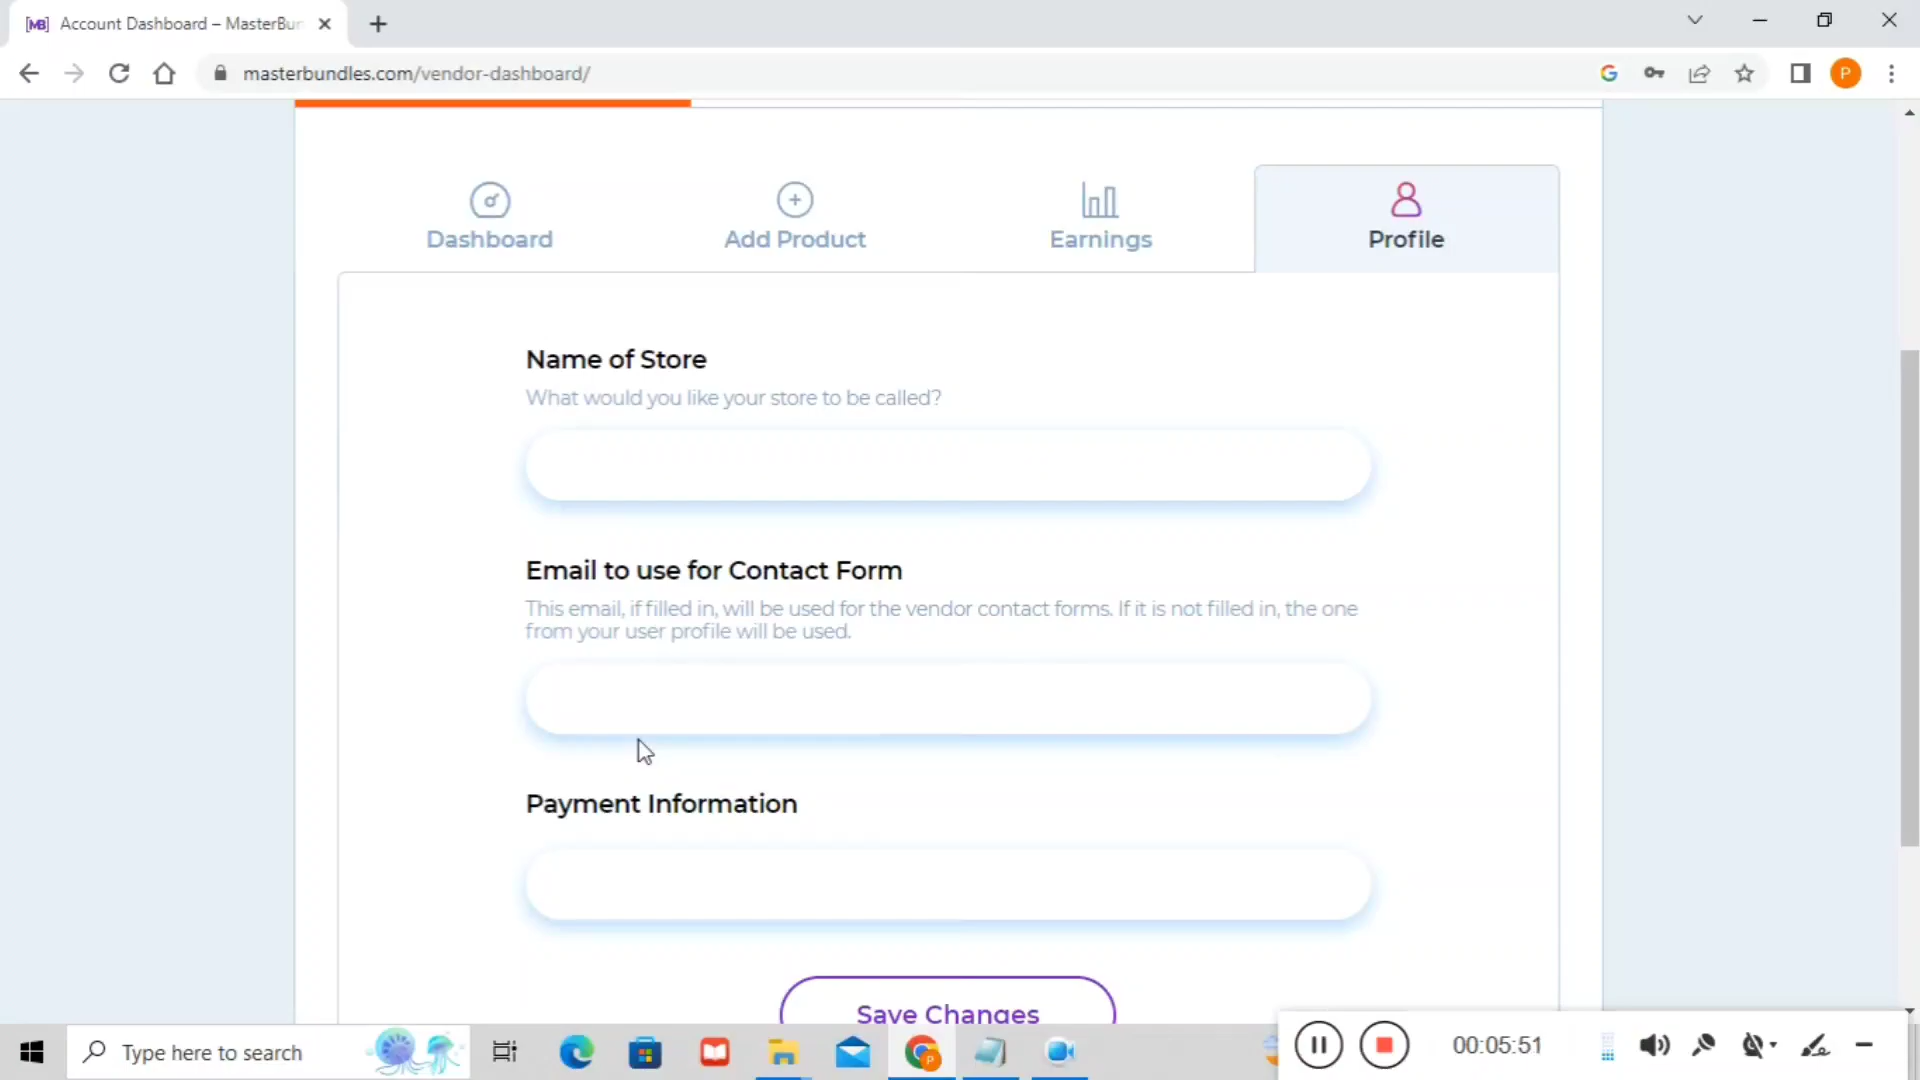 [MB] Account Dashboard – MasterBun
masterbundles.com/vendor-dashboard/
P
Dashboard
Add Product
Earnings
Profile
Name of Store
What would you like your store to be called?
Email to use for Contact Form
This email, if filled in, will be used for the vendor contact forms. If it is not filled in, the one
from your user profile will be used.
Payment Information
Save Changes
Type here to search
00:05:51